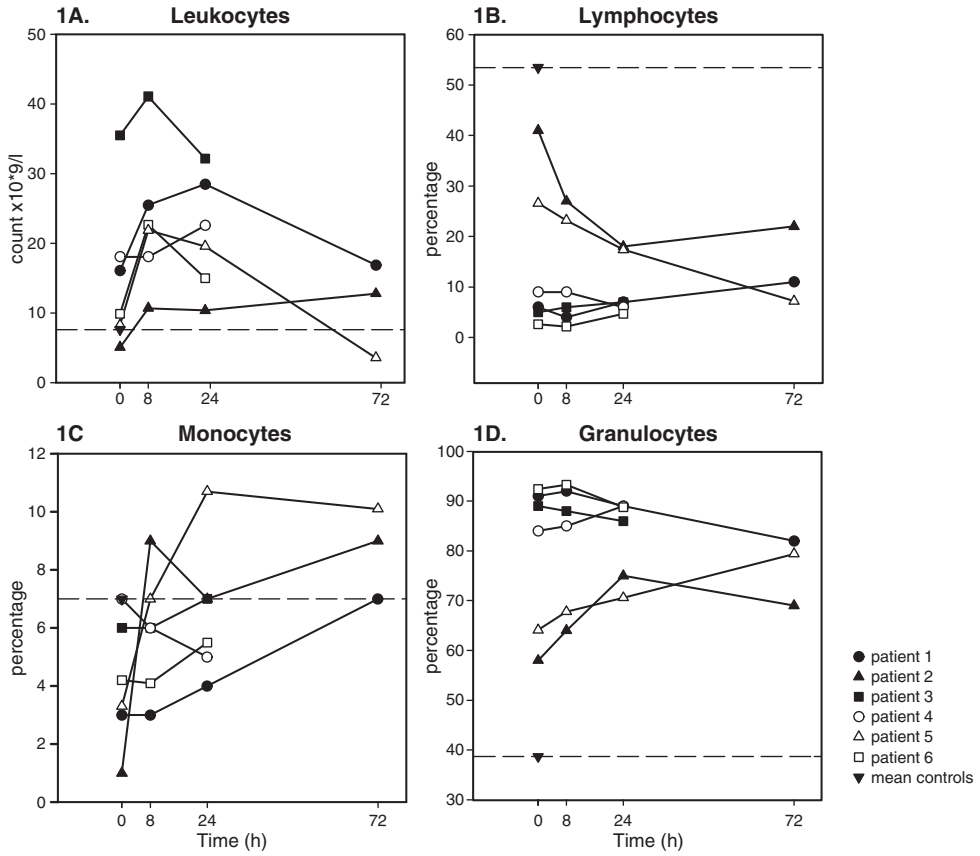 1A. Leukocytes
50
40
30
20
10
0
count x10*9/l
0 8 24 72
1B. Lymphocytes
60
50
40
30
20
10
0
percentage
0 8 24 72
1C Monocytes
12
10
8
6
4
2
0
percentage
0 8 24 72
Time (h)
1D. Granulocytes
100
90
80
70
60
50
40
30
percentage
0 8 24 72
Time (h)
patient 1
patient 2
patient 3
patient 4
patient 5
patient 6
mean controls